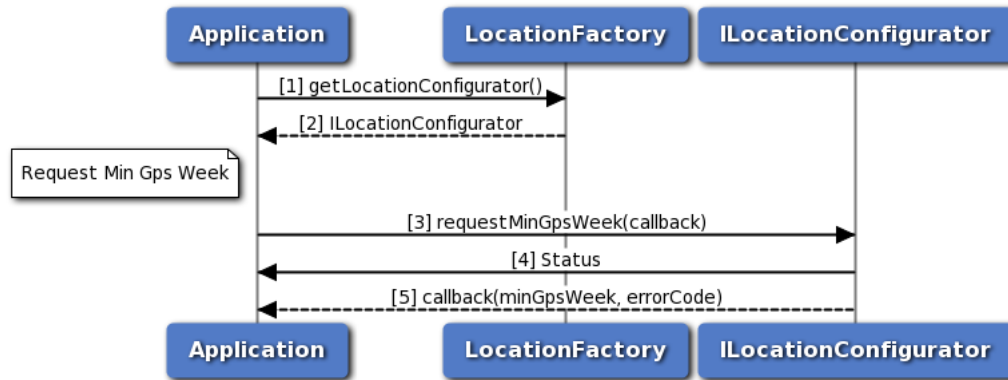 Application
LocationFactory
ILocationConfigurator
[1] getLocationConfigurator()
[2] ILocationConfigurator
Request Min Gps Week
[3] requestMinGpsWeek(callback)
[4] Status
[5] callback(minGpsWeek, errorCode)
Application
LocationFactory
ILocationConfigurator